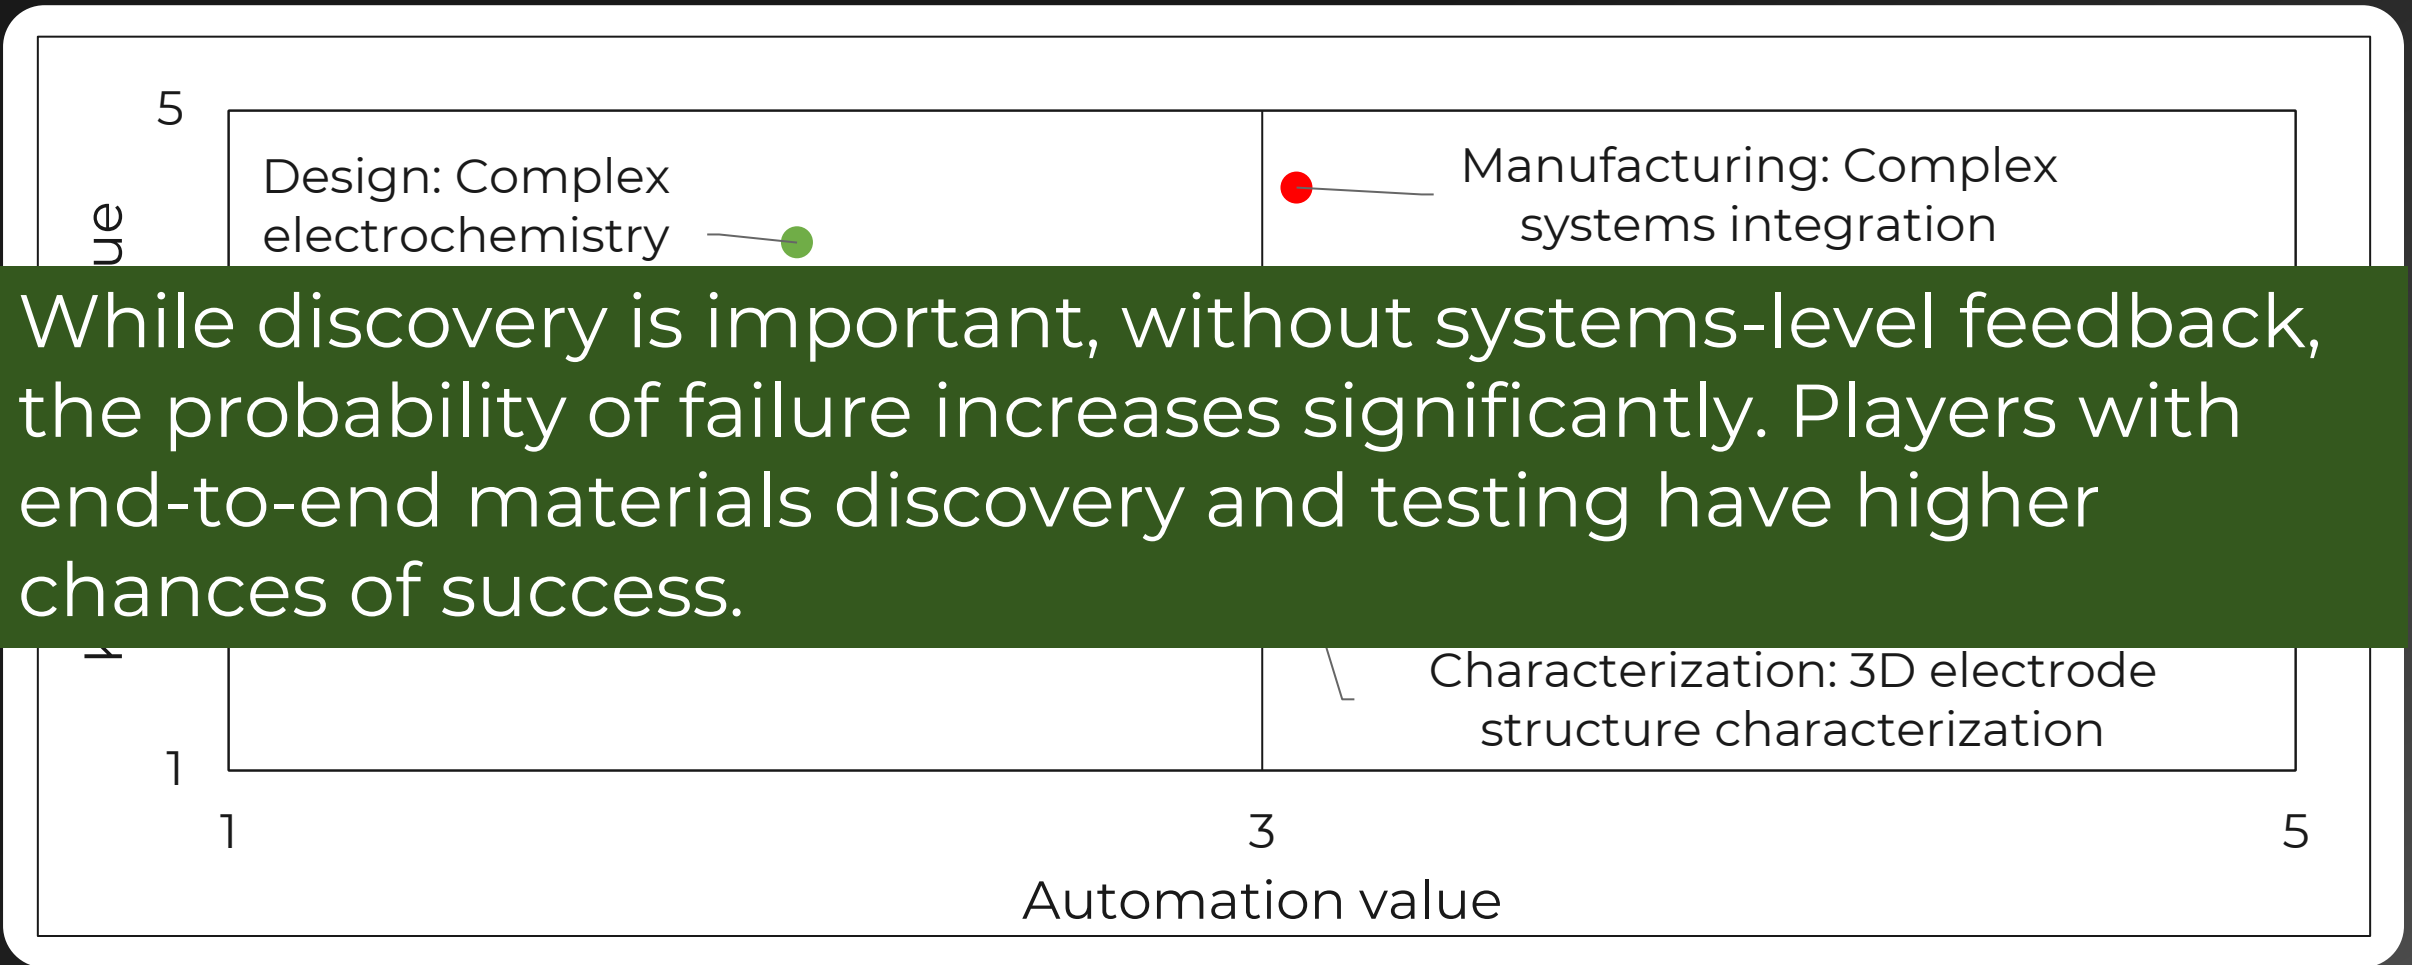 5
Design: Complex
electrochemistry
Manufacturing: Complex
systems integration
ue
While discovery is important, without systems-level feedback,
the probability of failure increases significantly. Players with
end-to-end materials discovery and testing have higher
chances of success.
Characterization: 3D electrode
structure characterization
1
1
3
5
Automation value